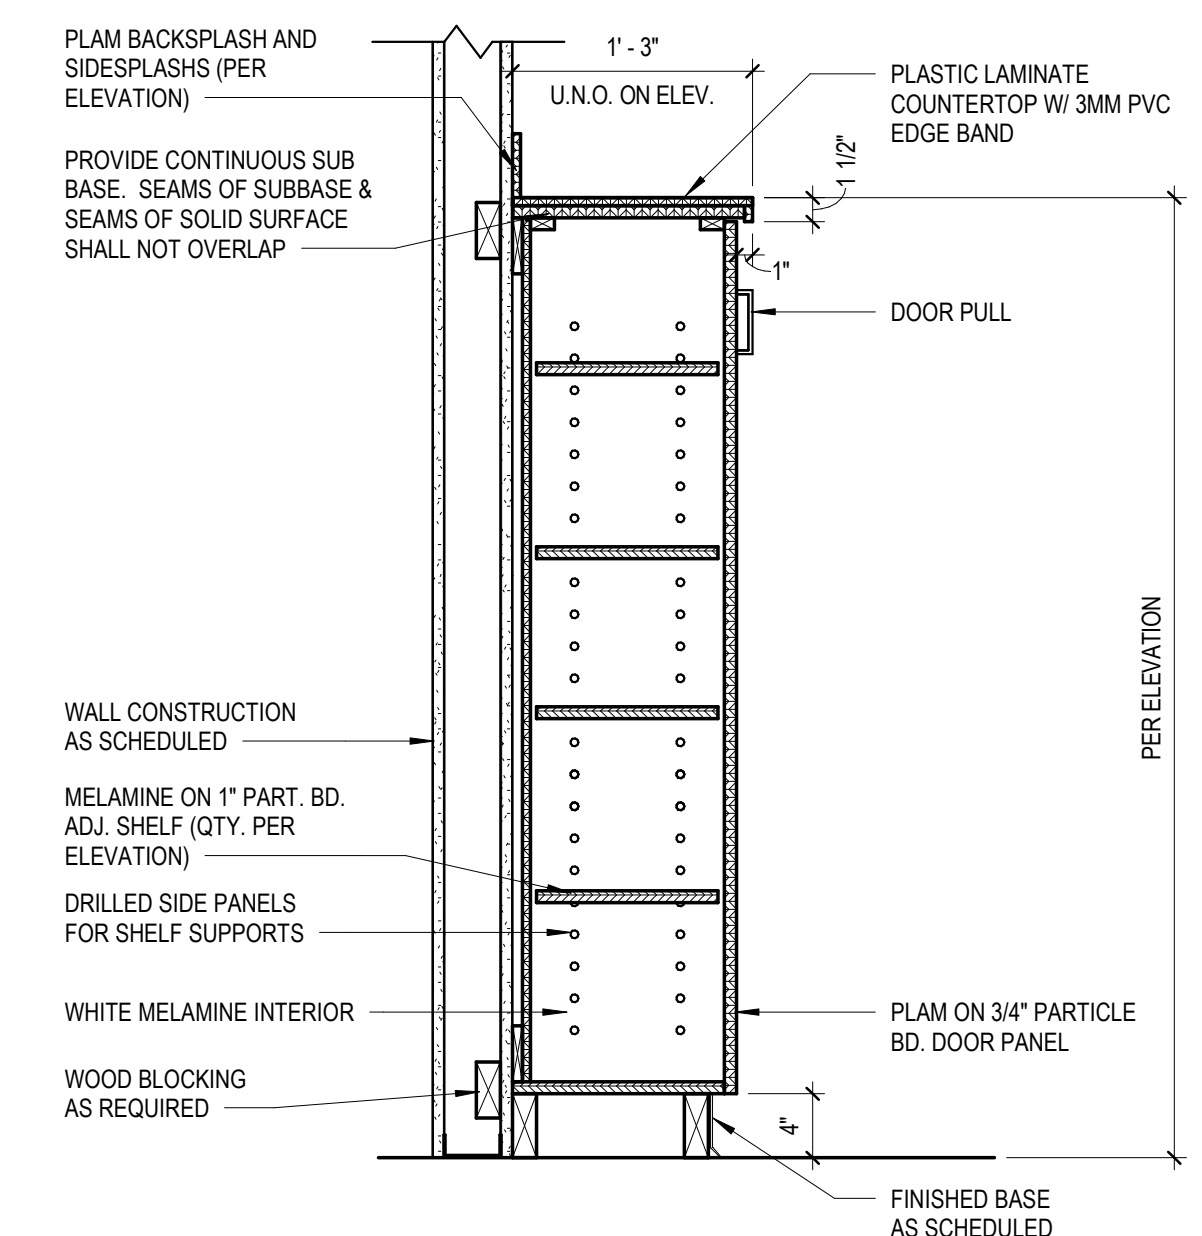 PLAM BACKSPLASH AND
SIDESPLASHS (PER
ELEVATION)
PROVIDE CONTINUOUS SUB
BASE.  SEAMS OF SUBBASE &
SEAMS OF SOLID SURFACE
SHALL NOT OVERLAP
1' - 3"
U.N.O. ON ELEV.
PLASTIC LAMINATE
COUNTERTOP W/ 3MM PVC
EDGE BAND
1 1/2"
1"
DOOR PULL
PER ELEVATION
WALL CONSTRUCTION
AS SCHEDULED
MELAMINE ON 1" PART. BD.
ADJ. SHELF (QTY. PER
ELEVATION)
DRILLED SIDE PANELS
FOR SHELF SUPPORTS
WHITE MELAMINE INTERIOR
WOOD BLOCKING
AS REQUIRED
PLAM ON 3/4" PARTICLE
BD. DOOR PANEL
4"
FINISHED BASE
AS SCHEDULED